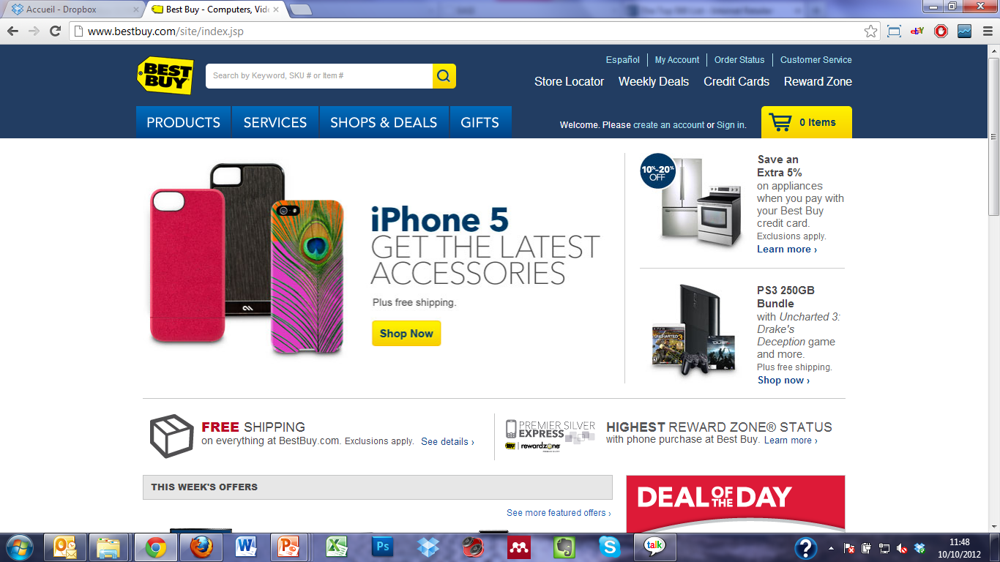 Accueil - Dropbox
Best Buy - Computers, Vide
www.bestbuy.com/site/index.jsp
BEST BUY
Search by Keyword, SKU # or Item #
Español
My Account
Order Status
Customer Service
Store Locator
Weekly Deals
Credit Cards
Reward Zone
PRODUCTS
SERVICES
SHOPS & DEALS
GIFTS
Welcome. Please create an account or Sign in.
0 Items
iPhone 5
GET THE LATEST
ACCESSORIES
Plus free shipping.
Shop Now
10%-20%
OFF
Save an
Extra 5%
on appliances
when you pay with
your Best Buy
credit card.
Exclusions apply.
Learn more ›
PS3
UNCHARTED 3
DUST
PS3 250GB
Bundle
with Uncharted 3:
Drake's
Deception game
and more.
Plus free shipping.
Shop now ›
FREE SHIPPING
on everything at BestBuy.com. Exclusions apply. See details ›
PREMIER SILVER
EXPRESS
rewardzone
HIGHEST REWARD ZONE® STATUS
with phone purchase at Best Buy. Learn more ›
THIS WEEK'S OFFERS
See more featured offers ›
DEAL OF THE DAY
talk
11:48
10/10/2012